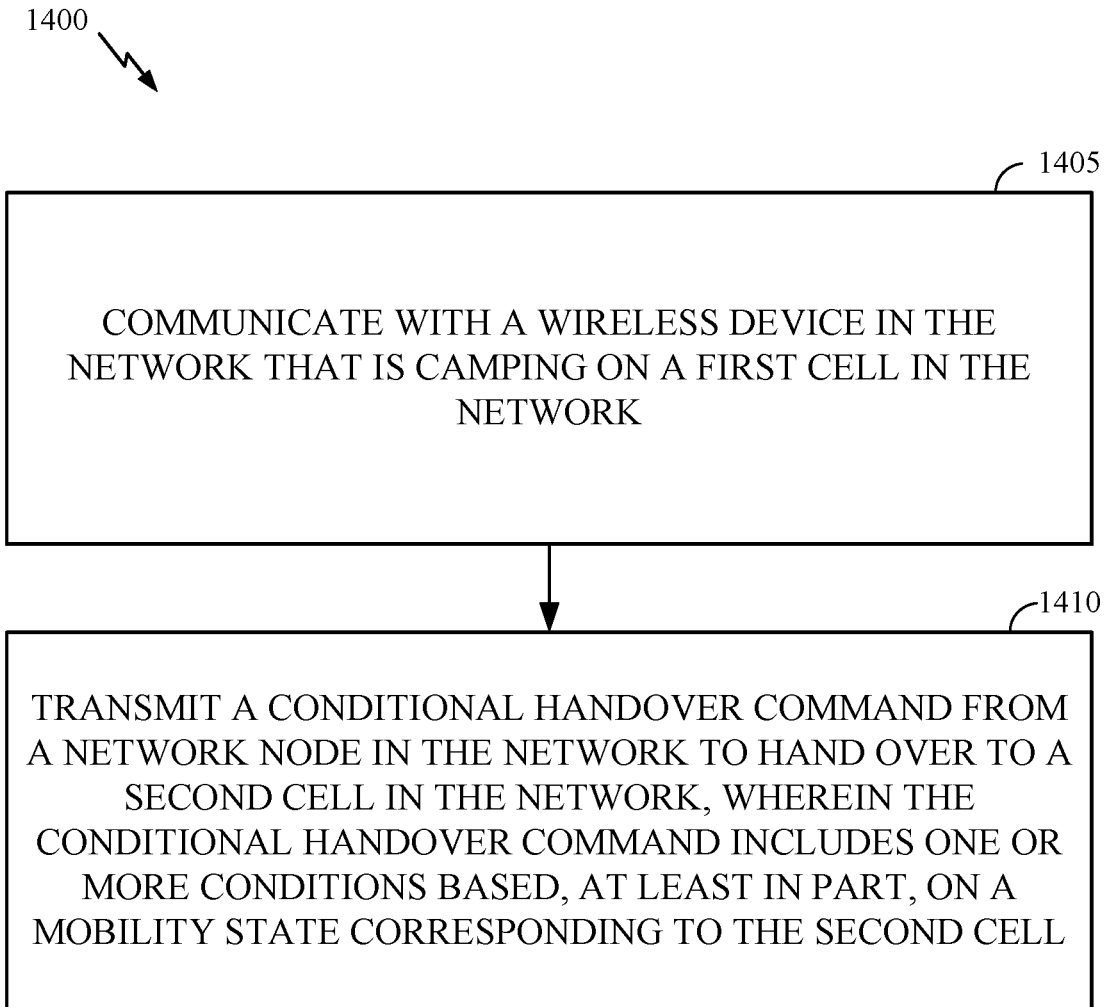 1400
1405
COMMUNICATE WITH A WIRELESS DEVICE IN THE
NETWORK THAT IS CAMPING ON A FIRST CELL IN THE
NETWORK
1410
TRANSMIT A CONDITIONAL HANDOVER COMMAND FROM
A NETWORK NODE IN THE NETWORK TO HAND OVER TO A
SECOND CELL IN THE NETWORK, WHEREIN THE
CONDITIONAL HANDOVER COMMAND INCLUDES ONE OR
MORE CONDITIONS BASED, AT LEAST IN PART, ON A
MOBILITY STATE CORRESPONDING TO THE SECOND CELL